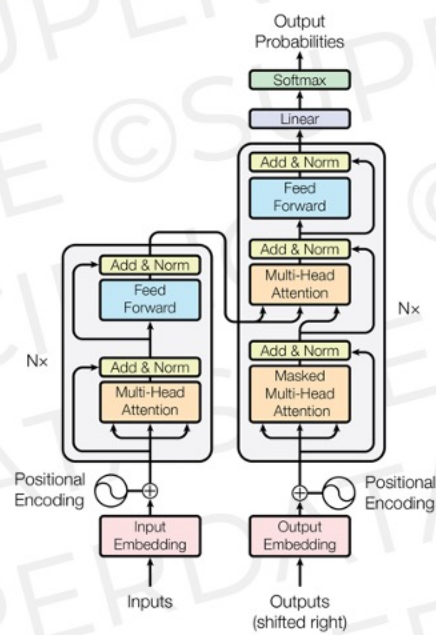 Output
Probabilities
Softmax
Linear
Add & Norm
Feed
Forward
Add & Norm
Multi-Head
Attention
Add & Norm
Masked
Multi-Head
Attention
Nx
Add & Norm
Feed
Forward
Add & Norm
Multi-Head
Attention
Nx
Positional
Encoding
Positional
Encoding
Input
Embedding
Output
Embedding
Inputs
Outputs
(shifted right)